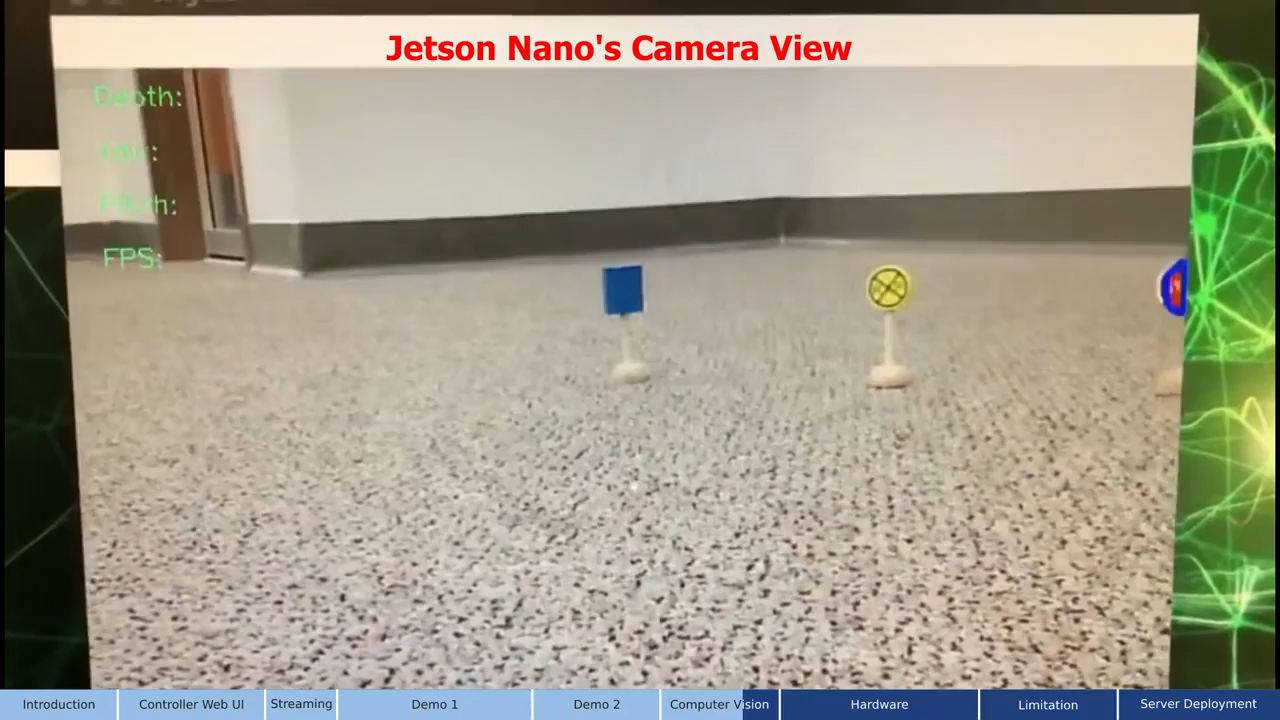 Jetson Nano's Camera View
Depth:
Pitch:
FPS:
Introduction
Controller Web UI
Streaming
Demo 1
Demo 2
Computer Vision
Hardware
Limitation
Server Deployment